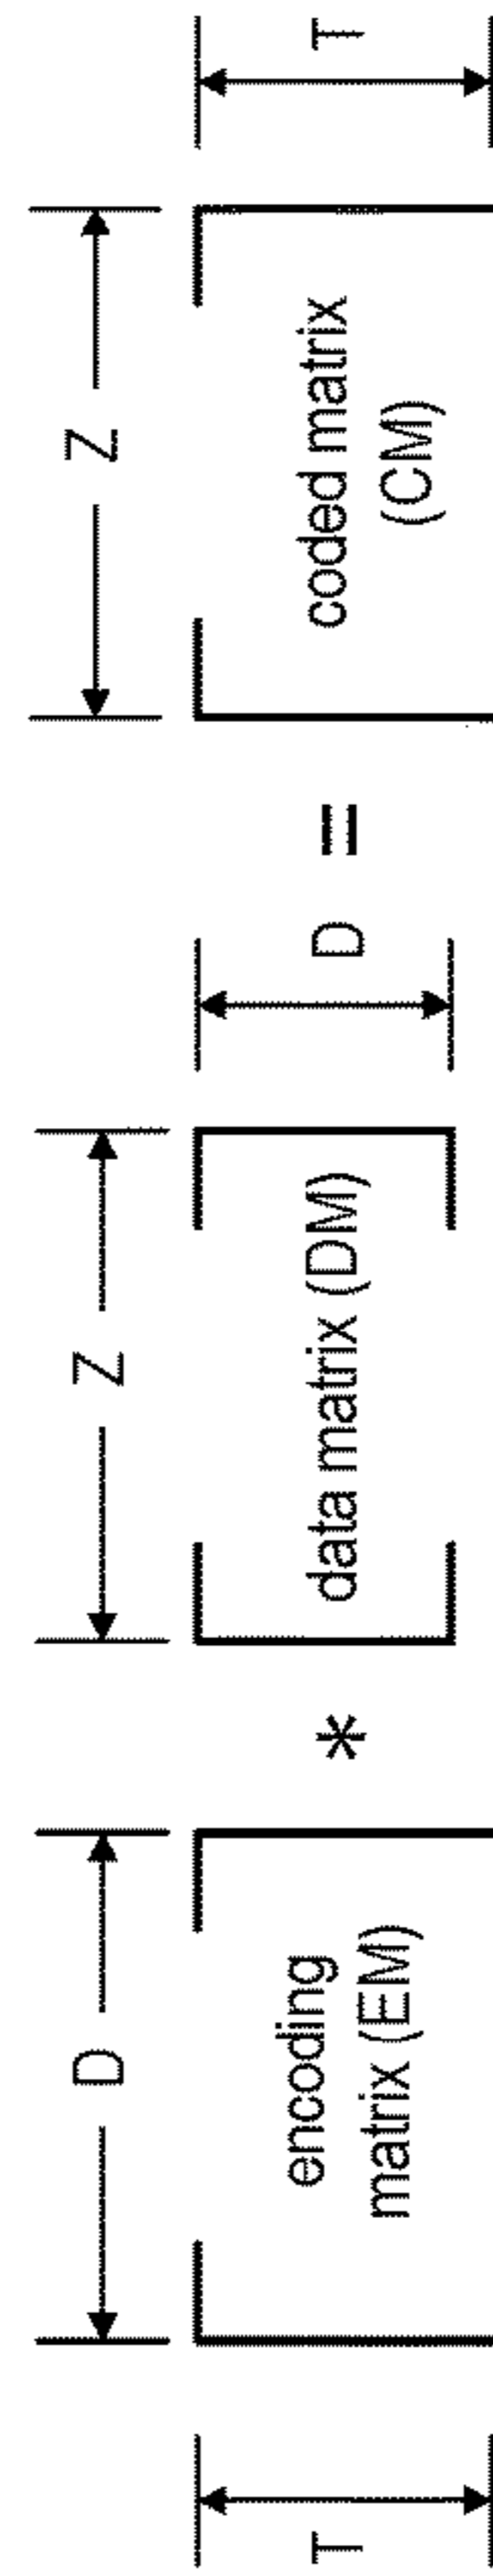 T
D
encoding
matrix (EM)
*
Z
data matrix (DM)
D
=
Z
coded matrix
(CM)
T